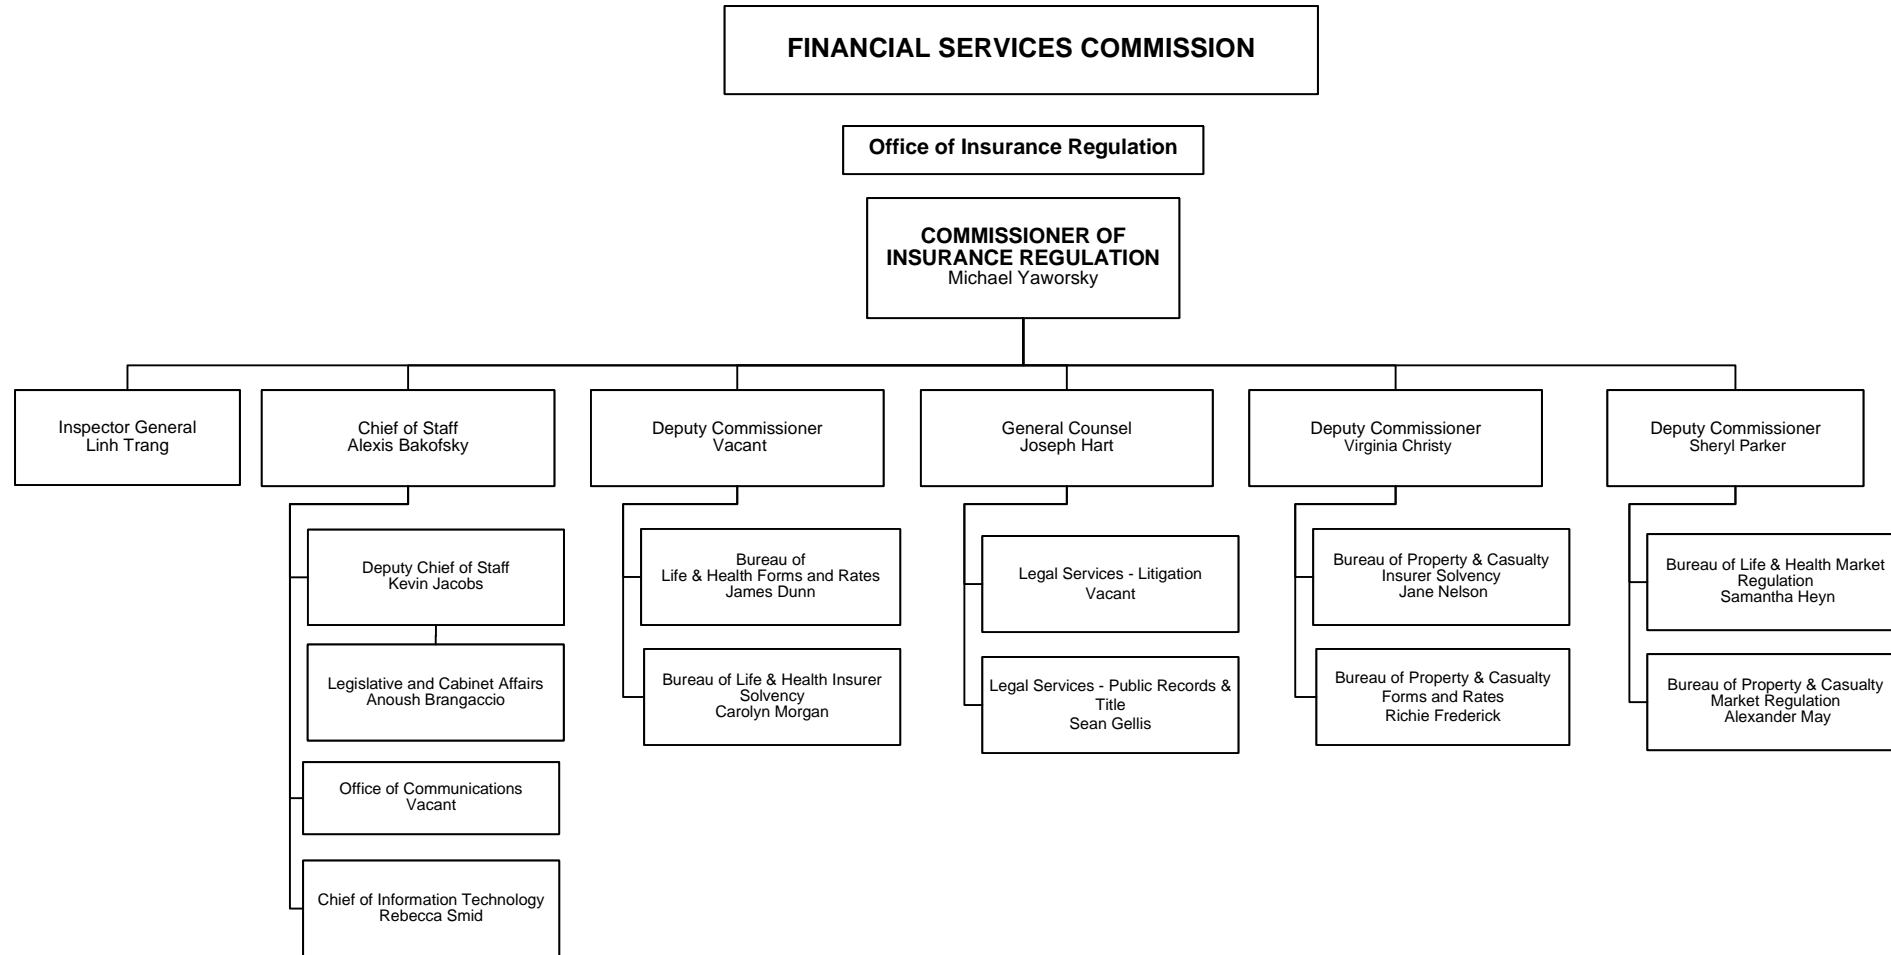 FINANCIAL SERVICES COMMISSION
Office of Insurance Regulation
COMMISSIONER OF
INSURANCE REGULATION
Michael Yaworsky
Inspector General
Linh Trang
Chief of Staff
Alexis Bakofsky
Deputy Commissioner
Vacant
General Counsel
Joseph Hart
Deputy Commissioner
Virginia Christy
Deputy Commissioner
Sheryl Parker
Deputy Chief of Staff
Kevin Jacobs
Legislative and Cabinet Affairs
Anoush Brangaccio
Office of Communications
Vacant
Chief of Information Technology
Rebecca Smid
Bureau of
Life & Health Forms and Rates
James Dunn
Bureau of Life & Health Insurer
Solvency
Carolyn Morgan
Legal Services - Litigation
Vacant
Legal Services - Public Records &
Title
Sean Gellis
Bureau of Property & Casualty
Insurer Solvency
Jane Nelson
Bureau of Property & Casualty
Forms and Rates
Richie Frederick
Bureau of Life & Health Market
Regulation
Samantha Heyn
Bureau of Property & Casualty
Market Regulation
Alexander May